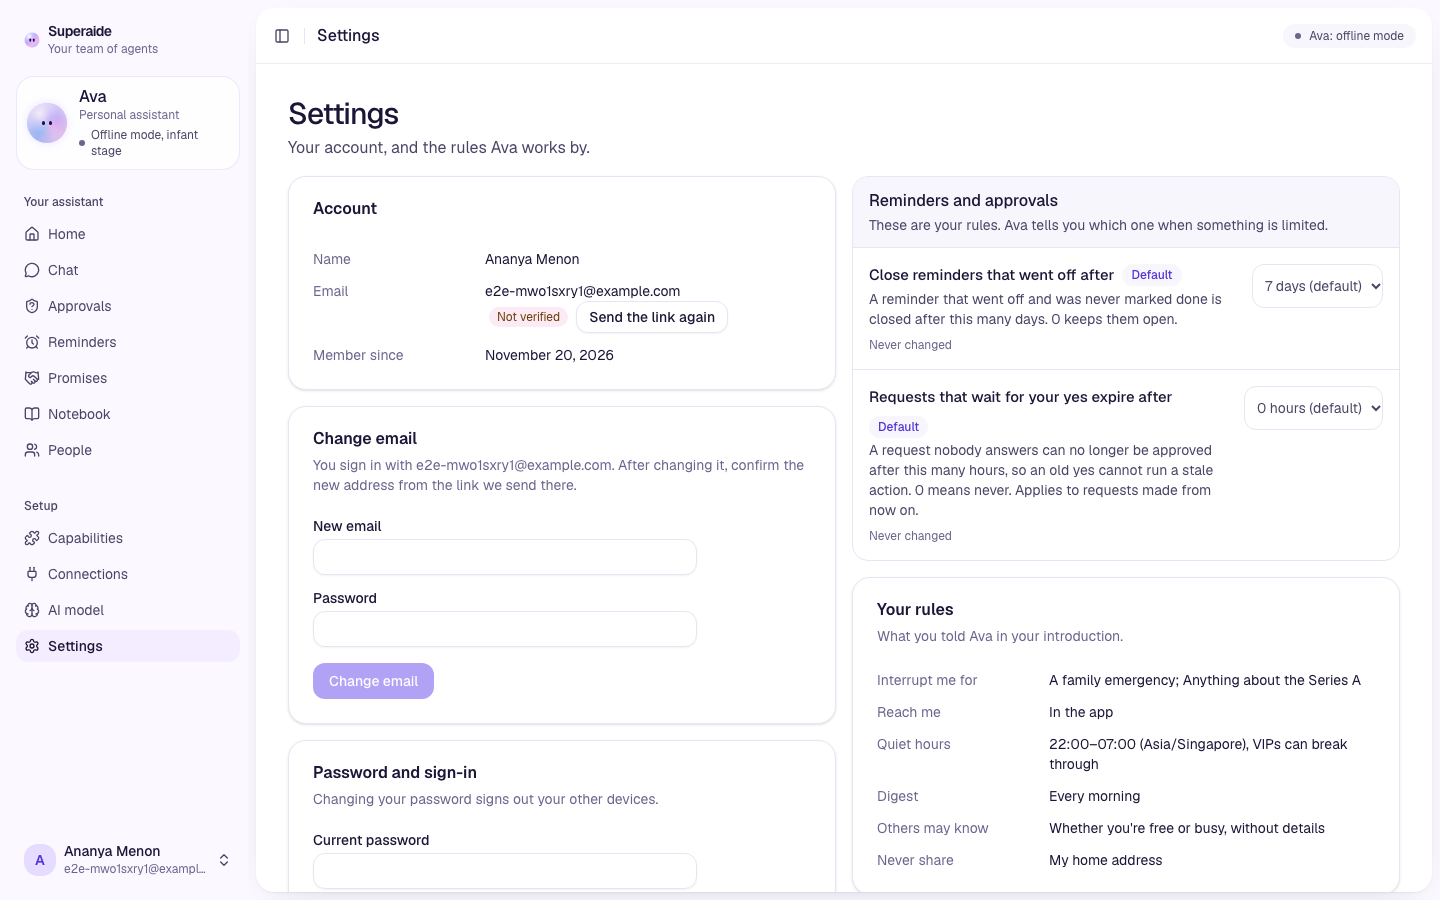 Superaide
Your team of agents
Ava
Personal assistant
Offline mode, infant
stage
Your assistant
Home
Chat
Approvals
Reminders
Promises
Notebook
People
Setup
Capabilities
Connections
AI model
Settings
A
Ananya Menon
e2e-mwo1sxry1@exampl...
Settings
Ava: offline mode
Settings
Your account, and the rules Ava works by.
Account
Name Ananya Menon
Email e2e-mwo1sxry1@example.com
Not verified Send the link again
Member since November 20, 2026
Change email
You sign in with e2e-mwo1sxry1@example.com. After changing it, confirm the
new address from the link we send there.
New email
Password
Change email
Password and sign-in
Changing your password signs out your other devices.
Current password
Reminders and approvals
These are your rules. Ava tells you which one when something is limited.
Close reminders that went off after Default 7 days (default)
A reminder that went off and was never marked done is
closed after this many days. 0 keeps them open.
Never changed
Requests that wait for your yes expire after 0 hours (default)
Default
A request nobody answers can no longer be approved
after this many hours, so an old yes cannot run a stale
action. 0 means never. Applies to requests made from
now on.
Never changed
Your rules
What you told Ava in your introduction.
Interrupt me for A family emergency; Anything about the Series A
Reach me In the app
Quiet hours 22:00–07:00 (Asia/Singapore), VIPs can break
through
Digest Every morning
Others may know Whether you're free or busy, without details
Never share My home address